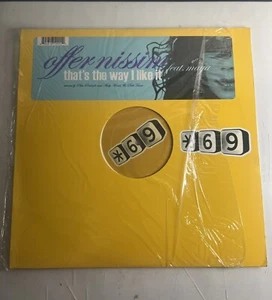 offer nissim
feat. maya
that's the way I like it
*69
*69